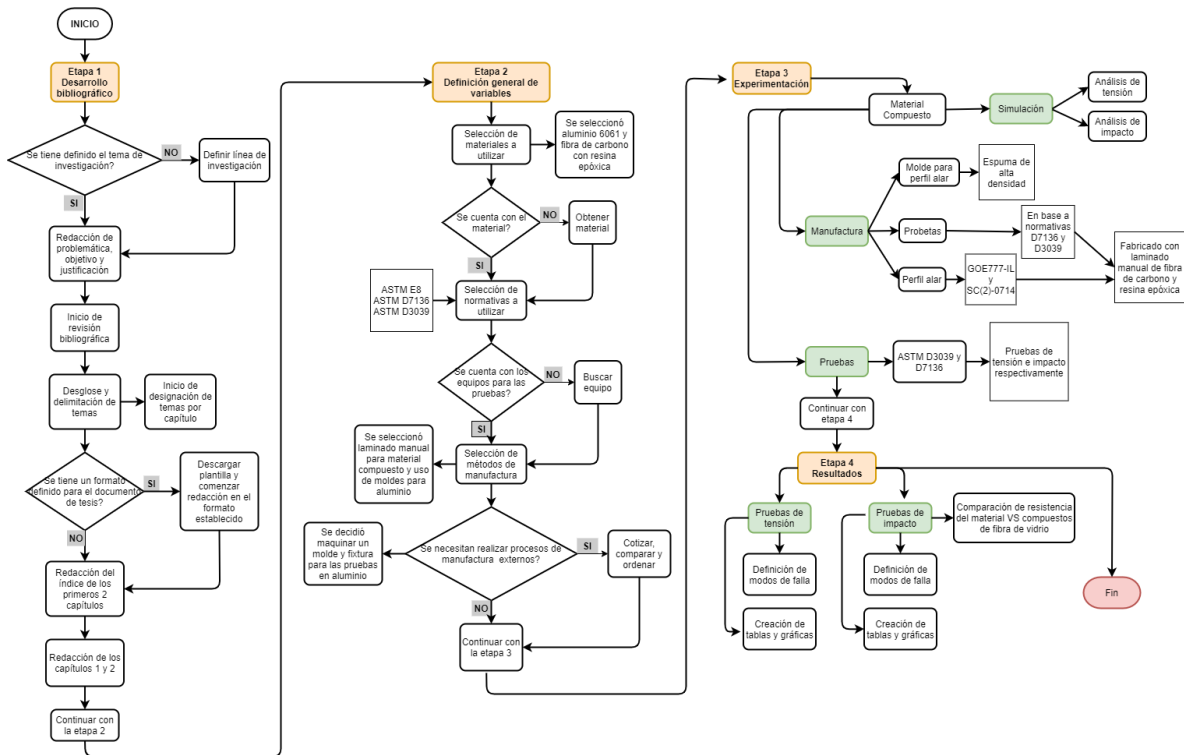 INICIO
Etapa 1
Desarrollo
bibliográfico
Se tiene definido el tema de
investigación?
NO
Definir línea de
investigación
SI
Redacción de
problemática,
objetivo y
justificación
Inicio de
revisión
bibliográfica
Desglose y
delimitación de
temas
Inicio de
designación de
temas por
capítulo
Se tiene un formato
definido para el documento
de tesis?
SI
Descargar
plantilla y
comenzar
redacción en el
formato
establecido
NO
Redacción del
índice de los
primeros 2
capítulos
Redacción de los
capítulos 1 y 2
Continuar con
la etapa 2
Etapa 2
Definición general de
variables
Selección de
materiales a
utilizar
Se seleccionó
aluminio 6061 y
fibra de carbono
con resina
epóxica
Se cuenta con el
material?
NO
Obtener
material
SI
ASTM E8
ASTM D7136
ASTM D3039
Selección de
normativas a
utilizar
Se cuenta con los
equipos para las
pruebas?
NO
Buscar
equipo
SI
Se seleccionó
laminado manual
para material
compuesto y uso
de moldes para
aluminio
Selección de
métodos de
manufactura
Se decidió
maquinar un
molde y fixtura
para las pruebas
en aluminio
Se necesitan realizar procesos de
manufactura externos?
SI
Cotizar,
comparar y
ordenar
NO
Continuar con
la etapa 3
Etapa 3
Experimentación
Material
Compuesto
Simulación
Análisis de
tensión
Análisis de
impacto
Manufactura
Molde para
perfil alar
Espuma de
alta
densidad
Probetas
En base a
normativas
D7136 y
D3039
Perfil alar
GOE777-IL
y
SC(2)-0714
Fabricado con
laminado
manual de fibra
de carbono y
resina epóxica
Pruebas
ASTM D3039 y
D7136
Pruebas de
tensión e impacto
respectivamente
Continuar con
etapa 4
Etapa 4
Resultados
Pruebas de
tensión
Pruebas de
impacto
Comparación de resistencia
del material VS compuestos
de fibra de vidrio
Definición de
modos de falla
Definición de
modos de falla
Creación de
tablas y gráficas
Creación de
tablas y gráficas
Fin